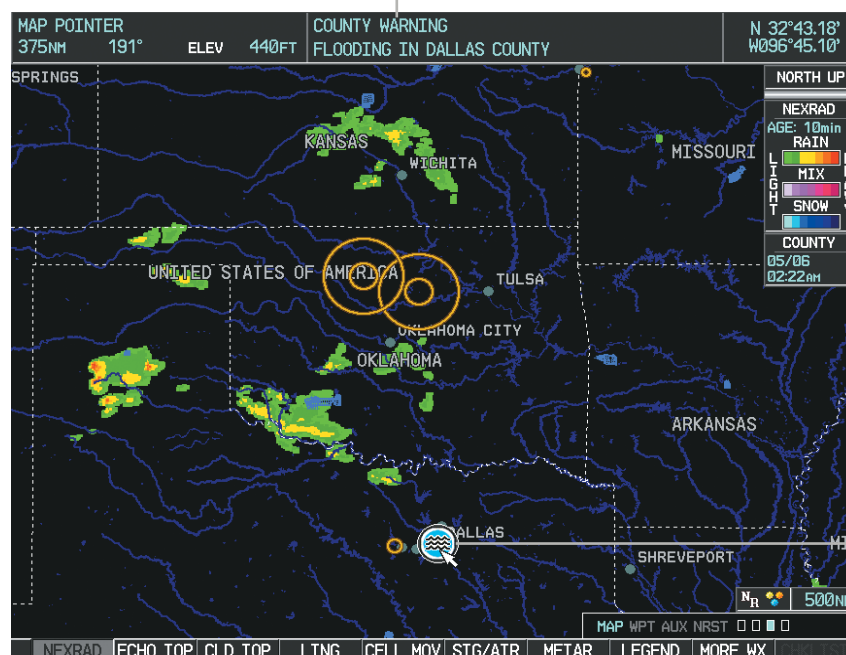 MAP POINTER
375NM 191° ELEV 440FT
COUNTY WARNING
FLOODING IN DALLAS COUNTY
N 32°43.18'
W096°45.10'
SPRINGS
NORTH UP
NEXRAD
AGE: 10min
RAIN
LIGHT
MIX
SNOW
COUNTY
05/06
02:22AM
KANSAS
WICHITA
MISSOURI
UNITED STATES OF AMERICA
TULSA
OKLAHOMA CITY
OKLAHOMA
ARKANSAS
DALLAS
SHREVEPORT
NR
500NM
MAP WPT AUX NRST
NEXRAD ECHO TOP CLD TOP LTNG CELL MOV SIG/AIR METAR LEGEND MORE WX